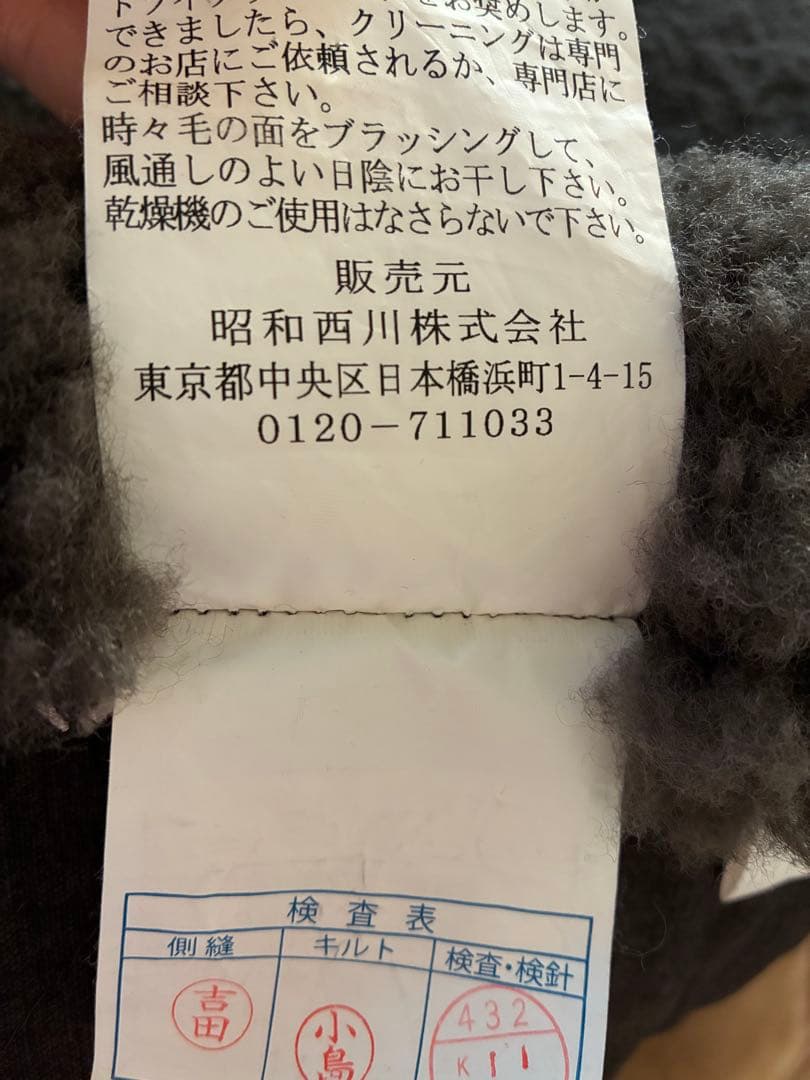 できましたら、クリーニングは専門
のお店にご依頼されるか、専門店に
ご相談下さい。
時々毛の面をブラッシングして、
風通しのよい日陰にお干し下さい。
乾燥機のご使用はなさらないで下さい。
販売元
昭和西川株式会社
東京都中央区日本橋浜町1-4-15
0120-711033
検査表
側縫 キルト 検査・検針
吉田
小島
432
K 11